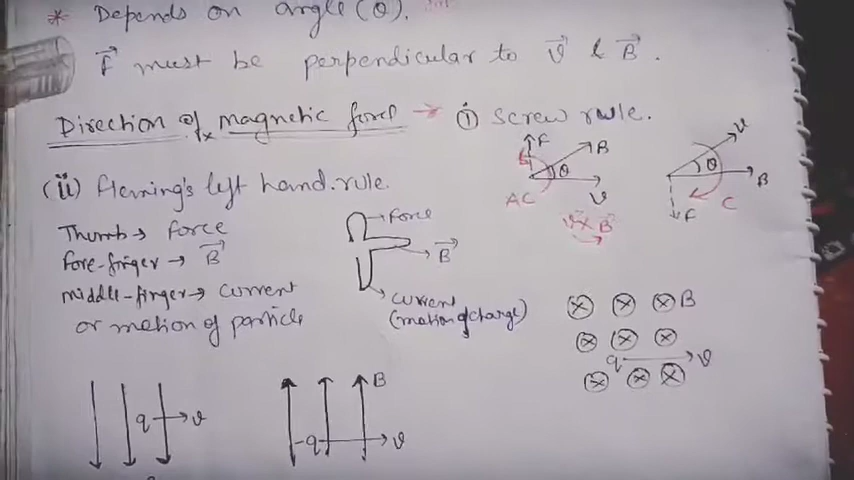 * Depends on angle (θ).
F must be perpendicular to v & B.
Direction of magnetic force → (i) screw rule.
F
B
θ
v
AC
v × B
v
θ
B
F
C
(ii) Fleming's left hand rule.
Thumb → Force
Fore-finger → B
middle-finger → current
or motion of particle
Force
B
current
(motion of charge)
B
q v
q v
B
-q v